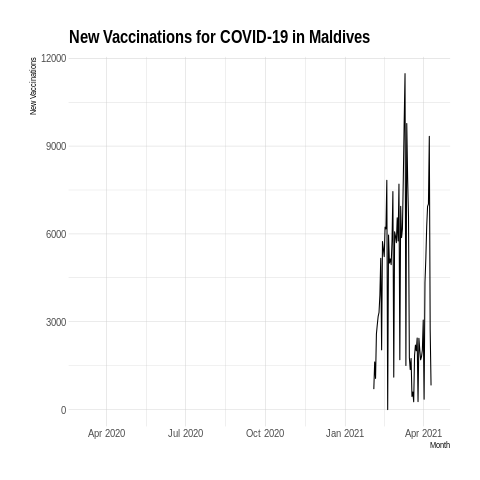 New Vaccinations for COVID-19 in Maldives
New Vaccinations
12000
9000
6000
3000
0
Apr 2020 Jul 2020 Oct 2020 Jan 2021 Apr 2021
Month